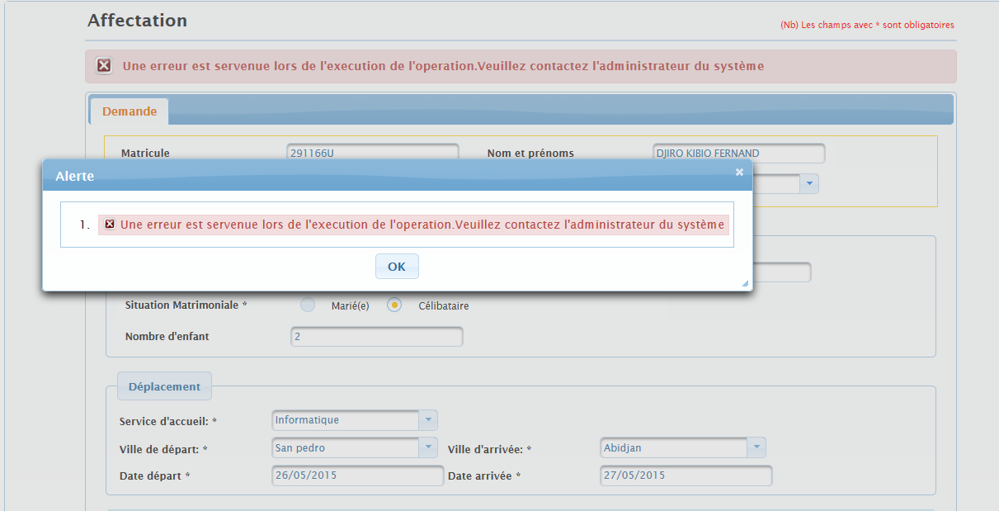 Affectation
(Nb) Les champs avec * sont obligatoires
Une erreur est servenue lors de l'execution de l'operation.Veuillez contactez l'administrateur du système
Demande
Matricule 291166U Nom et prénoms DJIRO KIBIO FERNAND
Alerte
1. Une erreur est servenue lors de l'execution de l'operation.Veuillez contactez l'administrateur du système
OK
Situation Matrimoniale * Marié(e) Célibataire
Nombre d'enfant 2
Déplacement
Service d'accueil: * Informatique
Ville de départ: * San pedro Ville d'arrivée: * Abidjan
Date départ * 26/05/2015 Date arrivée * 27/05/2015